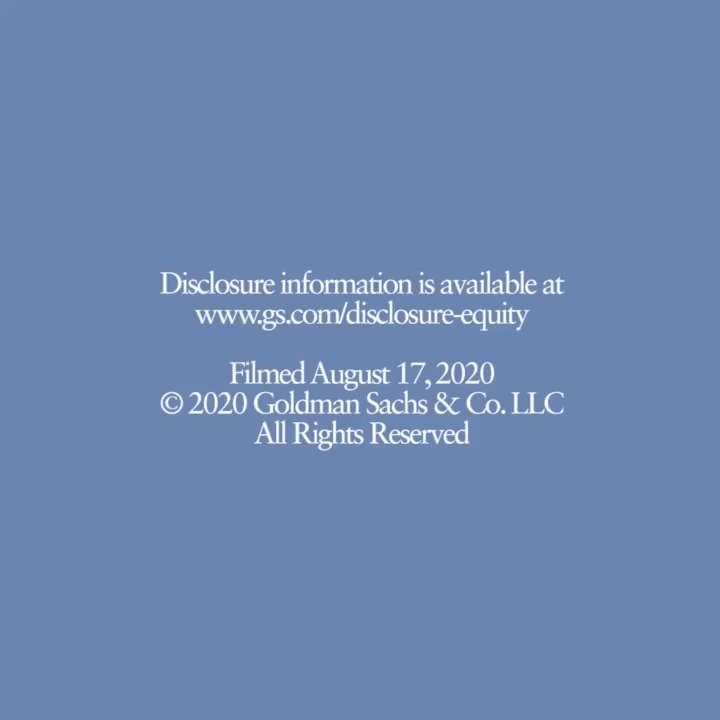 Disclosure information is available at
www.gs.com/disclosure-equity
Filmed August 17, 2020
© 2020 Goldman Sachs & Co. LLC
All Rights Reserved